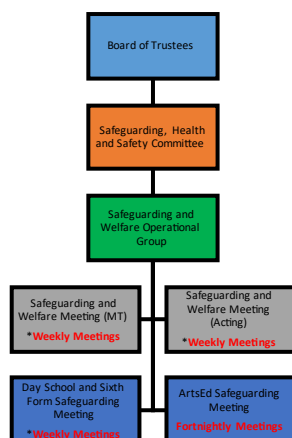 Board of Trustees
Safeguarding, Health
and Safety Committee
Safeguarding and
Welfare Operational
Group
Safeguarding and
Welfare Meeting (MT)
*Weekly Meetings
Safeguarding and
Welfare Meeting
(Acting)
*Weekly Meetings
Day School and Sixth
Form Safeguarding
Meeting
*Weekly Meetings
ArtsEd Safeguarding
Meeting
Fortnightly Meetings